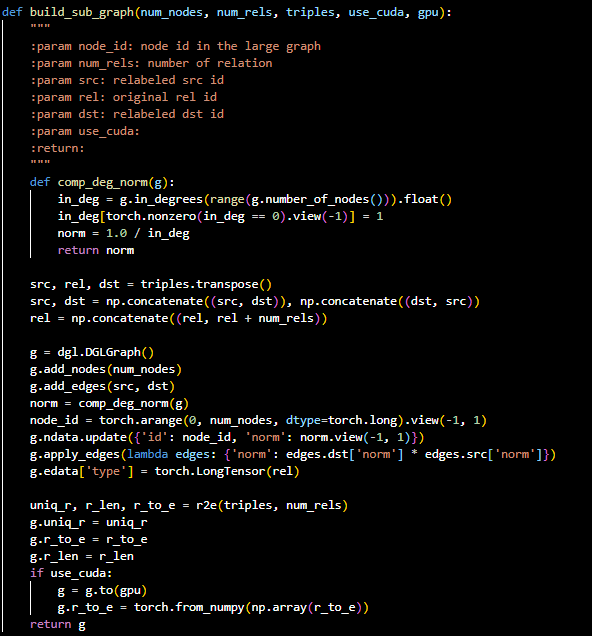 def build_sub_graph(num_nodes, num_rels, triples, use_cuda, gpu):
    """
    :param node_id: node id in the large graph
    :param num_rels: number of relation
    :param src: relabeled src id
    :param rel: original rel id
    :param dst: relabeled dst id
    :param use_cuda:
    :return:
    """
    def comp_deg_norm(g):
        in_deg = g.in_degrees(range(g.number_of_nodes())).float()
        in_deg[torch.nonzero(in_deg == 0).view(-1)] = 1
        norm = 1.0 / in_deg
        return norm

    src, rel, dst = triples.transpose()
    src, dst = np.concatenate((src, dst)), np.concatenate((dst, src))
    rel = np.concatenate((rel, rel + num_rels))

    g = dgl.DGLGraph()
    g.add_nodes(num_nodes)
    g.add_edges(src, dst)
    norm = comp_deg_norm(g)
    node_id = torch.arange(0, num_nodes, dtype=torch.long).view(-1, 1)
    g.ndata.update({'id': node_id, 'norm': norm.view(-1, 1)})
    g.apply_edges(lambda edges: {'norm': edges.dst['norm'] * edges.src['norm']})
    g.edata['type'] = torch.LongTensor(rel)

    uniq_r, r_len, r_to_e = r2e(triples, num_rels)
    g.uniq_r = uniq_r
    g.r_to_e = r_to_e
    g.r_len = r_len
    if use_cuda:
        g = g.to(gpu)
        g.r_to_e = torch.from_numpy(np.array(r_to_e))
    return g